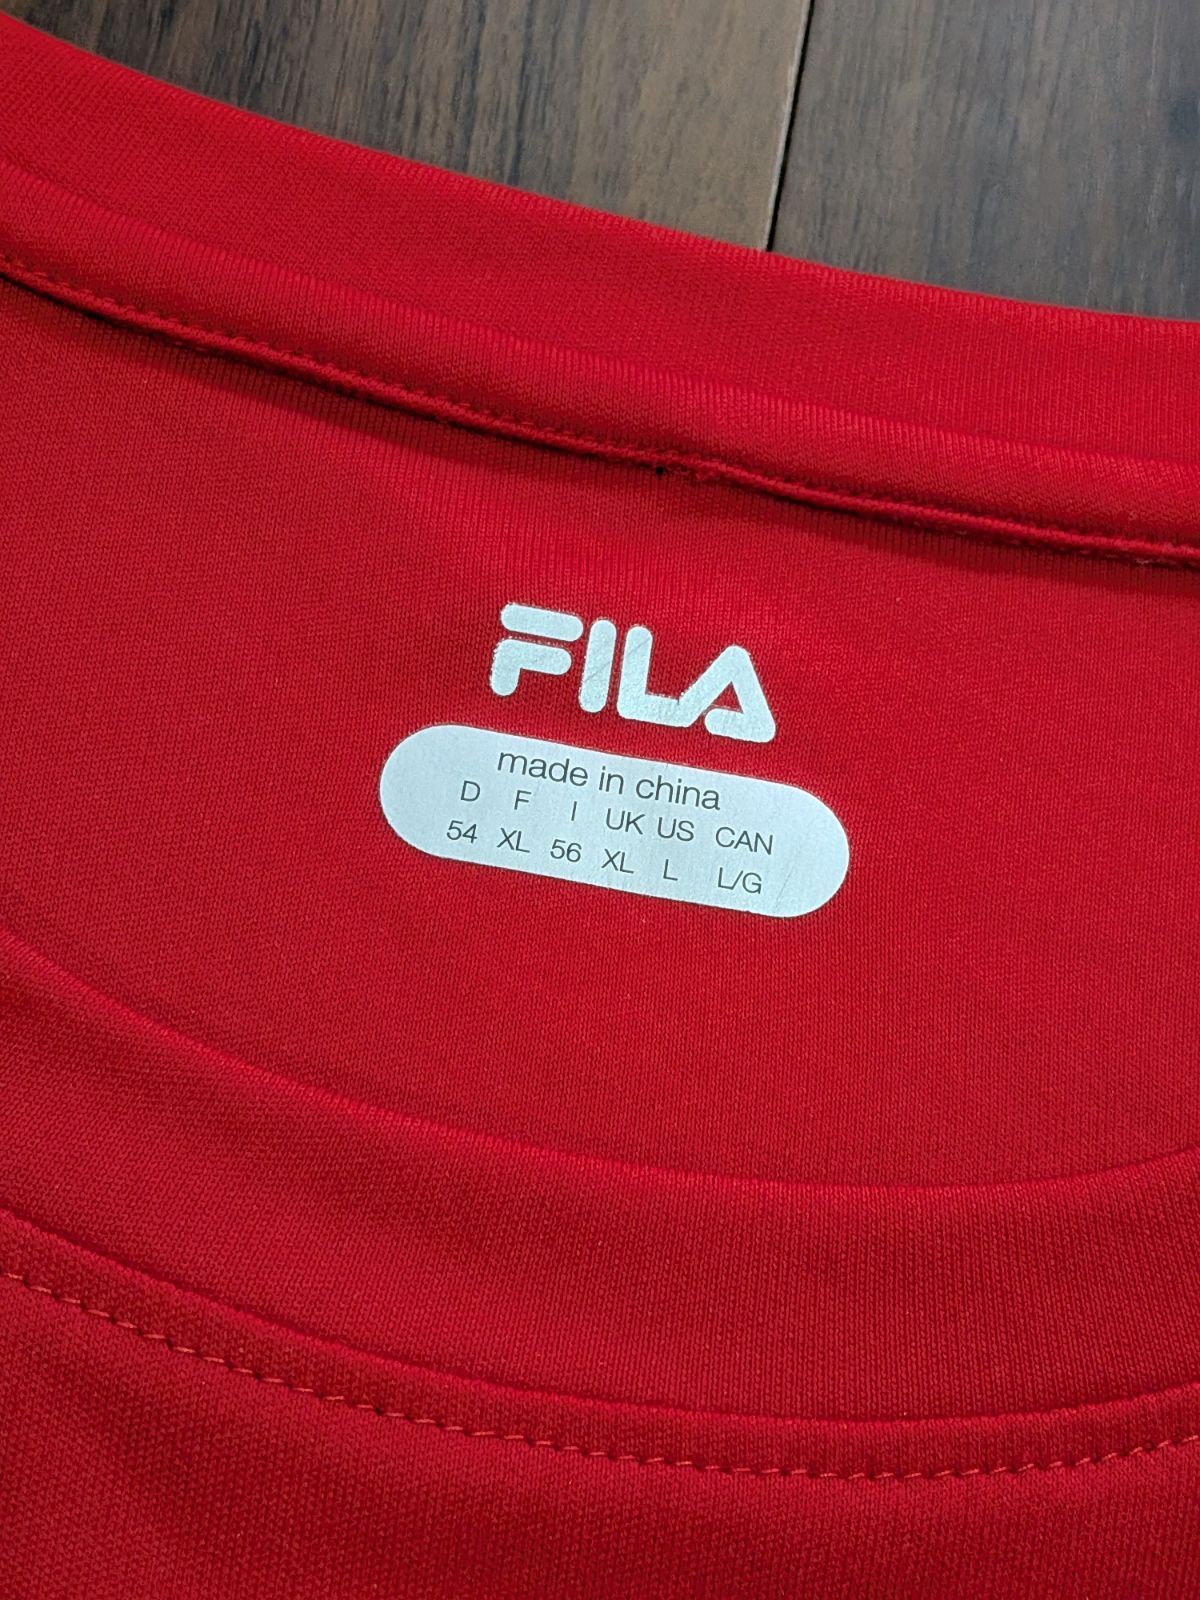 FILA
made in china
D F I UK US CAN
54 XL 56 XL L L/G